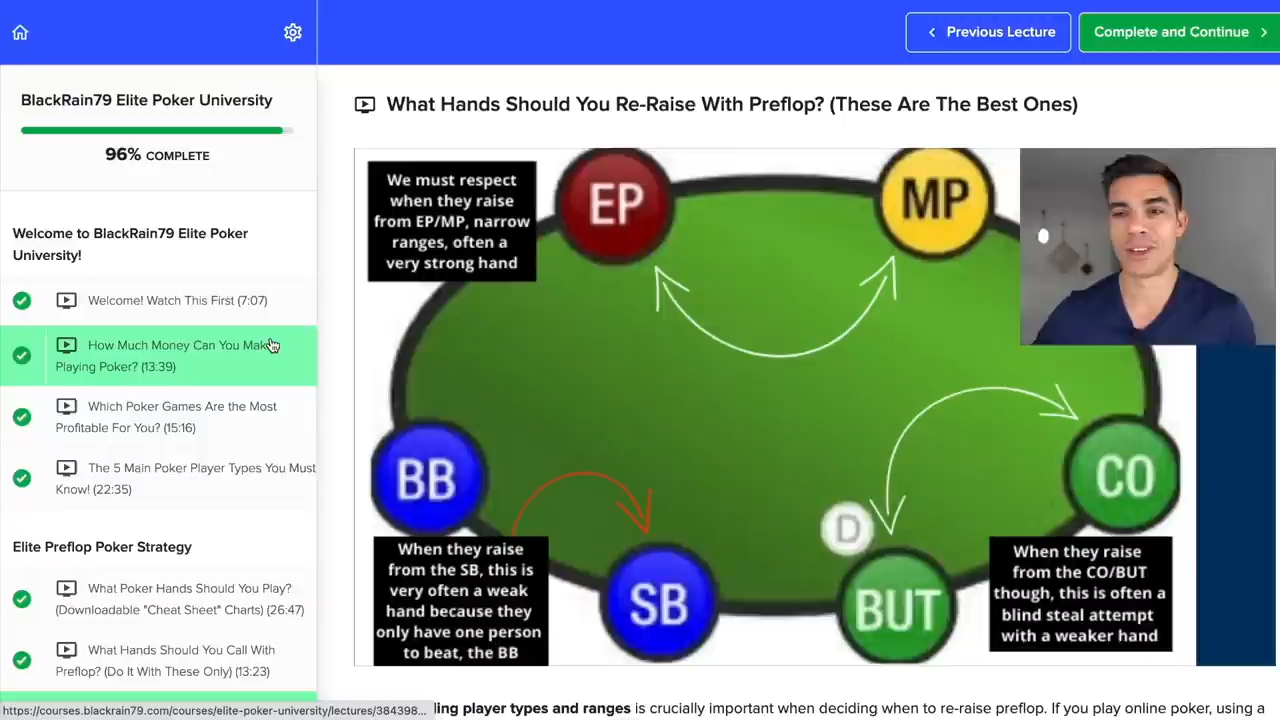 Previous Lecture
Complete and Continue
BlackRain79 Elite Poker University
96% COMPLETE
Welcome to BlackRain79 Elite Poker
University!
Welcome! Watch This First (7:07)
How Much Money Can You Make
Playing Poker? (13:39)
Which Poker Games Are the Most
Profitable For You? (15:16)
The 5 Main Poker Player Types You Must
Know! (22:35)
Elite Preflop Poker Strategy
What Poker Hands Should You Play?
(Downloadable "Cheat Sheet" Charts) (26:47)
What Hands Should You Call With
Preflop? (Do It With These Only) (13:23)
https://courses.blackrain79.com/courses/elite-poker-university/lectures/384398...
What Hands Should You Re-Raise With Preflop? (These Are The Best Ones)
We must respect
when they raise
from EP/MP, narrow
ranges, often a
very strong hand
EP
MP
BB
CO
D
SB
BUT
When they raise
from the SB, this is
very often a weak
hand because they
only have one person
to beat, the BB
When they raise
from the CO/BUT
though, this is often a
blind steal attempt
with a weaker hand
player types and ranges is crucially important when deciding when to re-raise preflop. If you play online poker, using a